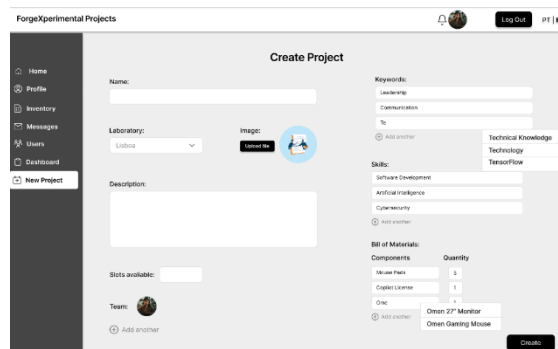 ForgeXperimental Projects
Log Out
PT |
Create Project
Home
Profile
Inventory
Messages
Users
Dashboard
New Project
Name:
Laboratory:
Lisboa
Image:
Upload file
Description:
Slots avaliable:
Team:
Add another
Keywords:
Leadership
Communication
Te
Add another
Technical Knowledge
Technology
TensorFlow
Skills:
Software Development
Artificial Intelligence
Cybersecurity
Add another
Bill of Materials:
Components Quantity
Mouse Pads 5
Copilot License 1
Ome 1
Add another
Omen 27" Monitor
Omen Gaming Mouse
Create